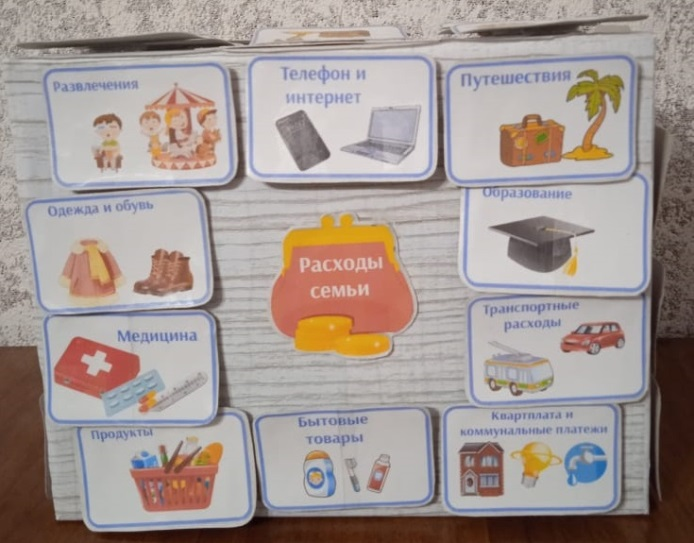 Развлечения
Телефон и
интернет
Путешествия
Одежда и обувь
Образование
Расходы
семьи
Медицина
Транспортные
расходы
Продукты
Бытовые
товары
Квартплата и
коммунальные платежи